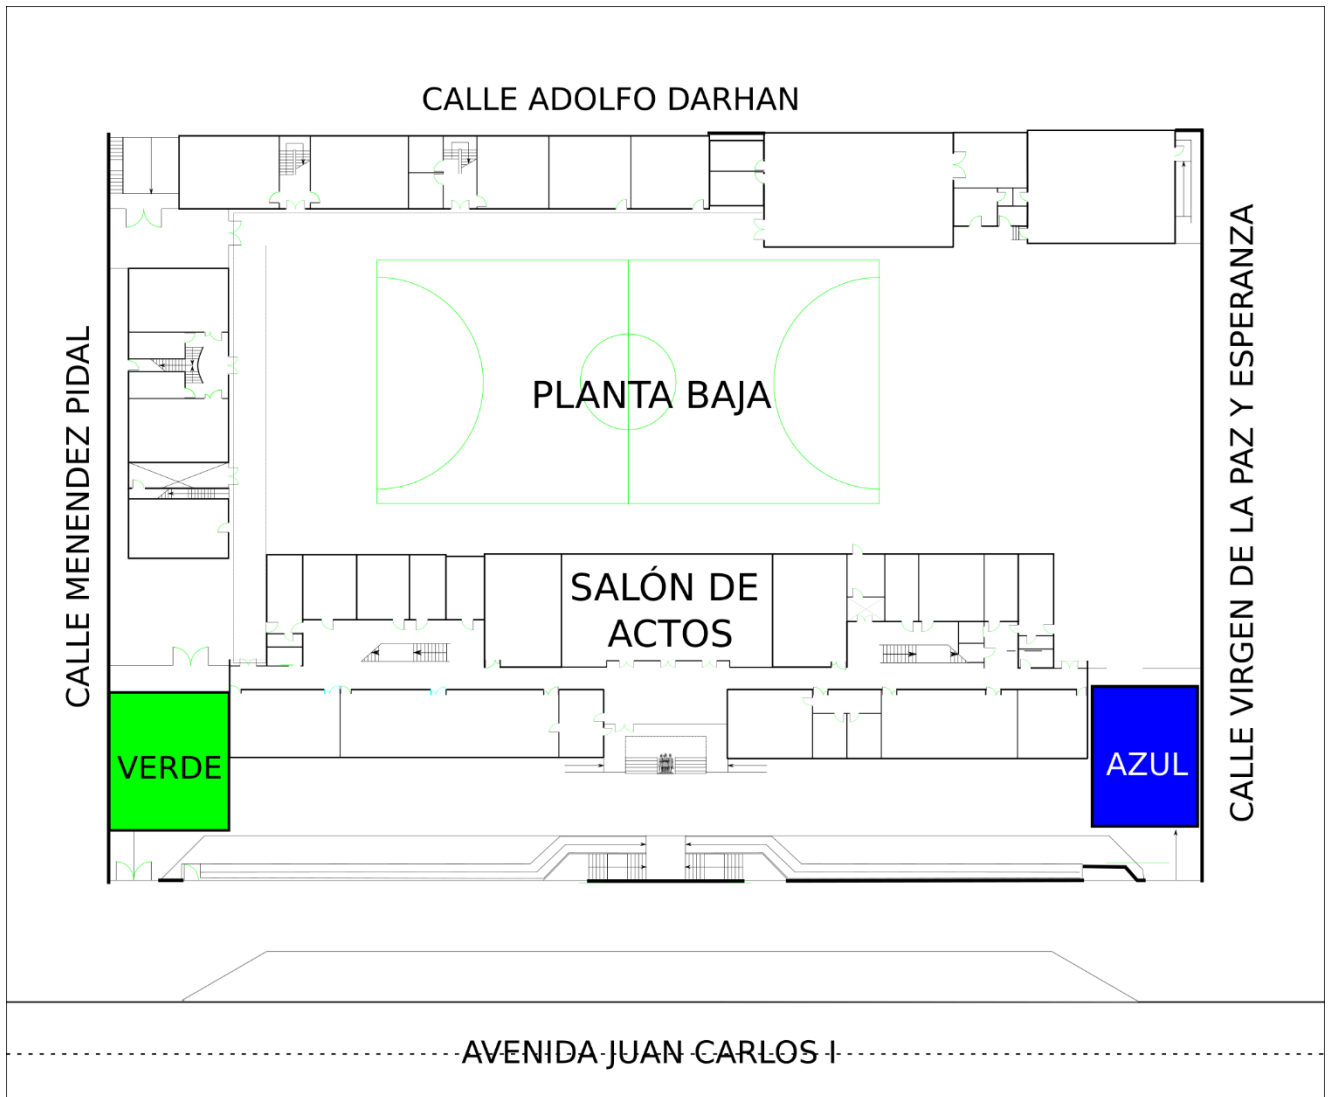 CALLE ADOLFO DARHAN
CALLE MENENDEZ PIDAL
PLANTA BAJA
CALLE VIRGEN DE LA PAZ Y ESPERANZA
SALÓN DE
ACTOS
VERDE
AZUL
AVENIDA JUAN CARLOS I